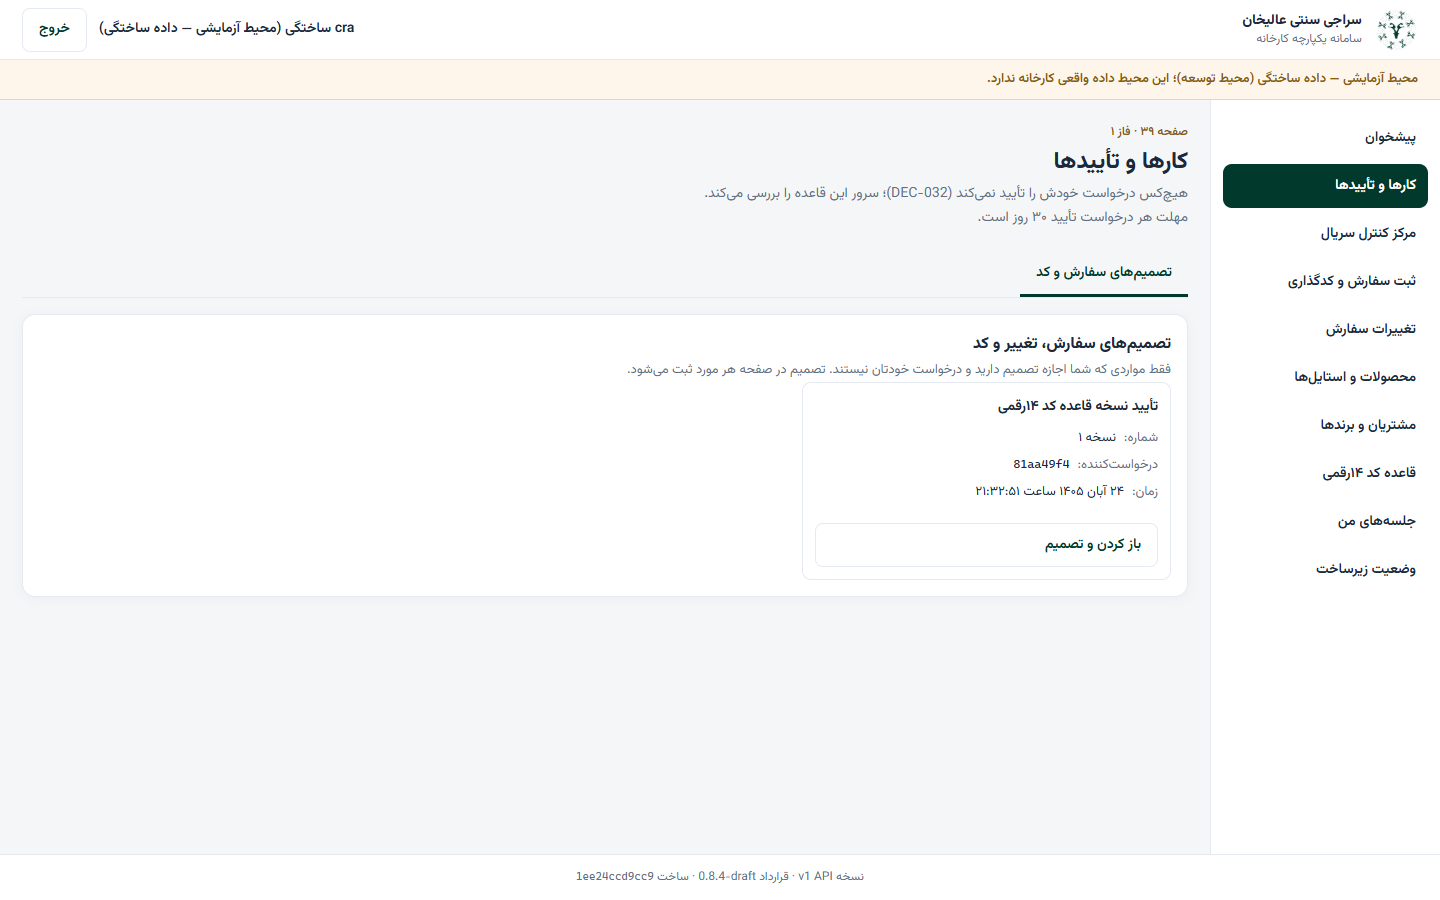 سراجی سنتی عالیخان
سامانه یکپارچه کارخانه
cra ساختگی (محیط آزمایشی — داده ساختگی)
خروج
محیط آزمایشی — داده ساختگی (محیط توسعه)؛ این محیط داده واقعی کارخانه ندارد.
پیشخوان
کارها و تأییدها
مرکز کنترل سریال
ثبت سفارش و کدگذاری
تغییرات سفارش
محصولات و استایل‌ها
مشتریان و برندها
قاعده کد ۱۴رقمی
جلسه‌های من
وضعیت زیرساخت
صفحه ۳۹ · فاز ۱
کارها و تأییدها
هیچ‌کس درخواست خودش را تأیید نمی‌کند (DEC-032)؛ سرور این قاعده را بررسی می‌کند.
مهلت هر درخواست تأیید ۳۰ روز است.
تصمیم‌های سفارش و کد
تصمیم‌های سفارش، تغییر و کد
فقط مواردی که شما اجازه تصمیم دارید و درخواست خودتان نیستند. تصمیم در صفحه هر مورد ثبت می‌شود.
تأیید نسخه قاعده کد ۱۴رقمی
شماره: نسخه ۱
درخواست‌کننده: 81aa49f4
زمان: ۲۴ آبان ۱۴۰۵ ساعت ۲۱:۳۲:۵۱
باز کردن و تصمیم
نسخه v1 API · قرارداد 0.8.4-draft · ساخت 1ee24ccd9cc9